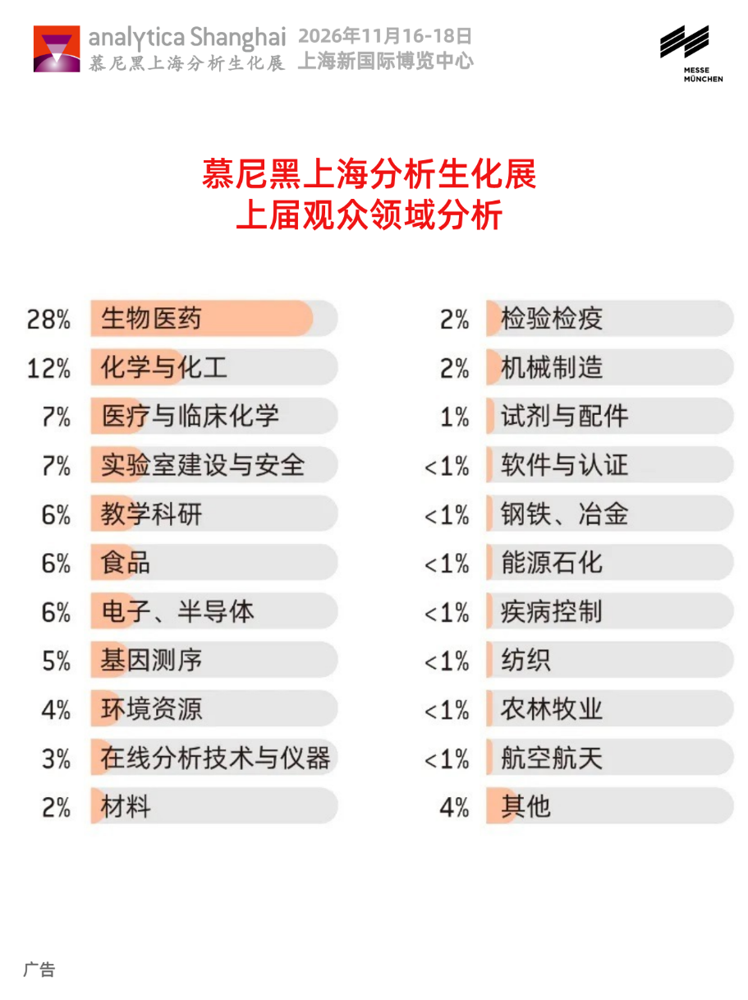 analytica Shanghai
慕尼黑上海分析生化展
2026年11月16-18日
上海新国际博览中心
MESSE
MÜNCHEN
慕尼黑上海分析生化展
上届观众领域分析
28% 生物医药
12% 化学与化工
7% 医疗与临床化学
7% 实验室建设与安全
6% 教学科研
6% 食品
6% 电子、半导体
5% 基因测序
4% 环境资源
3% 在线分析技术与仪器
2% 材料
2% 检验检疫
2% 机械制造
1% 试剂与配件
<1% 软件与认证
<1% 钢铁、冶金
<1% 能源石化
<1% 疾病控制
<1% 纺织
<1% 农林牧业
<1% 航空航天
4% 其他
广告